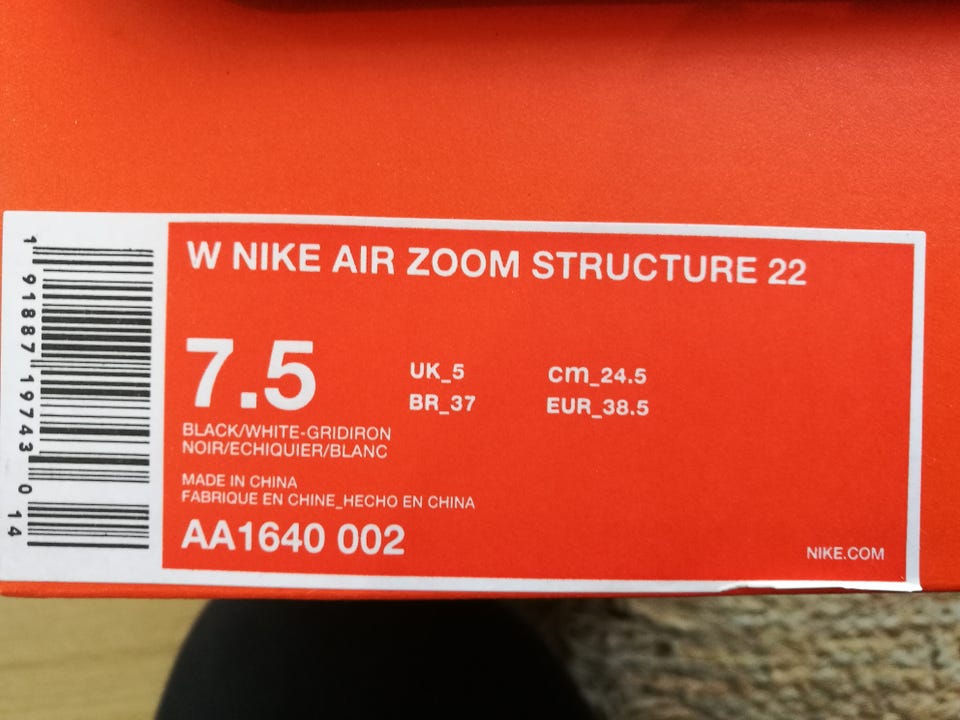 W NIKE AIR ZOOM STRUCTURE 22
7.5
UK_5 cm_24.5
BR_37 EUR_38.5
BLACK/WHITE-GRIDIRON
NOIR/ECHIQUIER/BLANC
MADE IN CHINA
FABRIQUE EN CHINE_HECHO EN CHINA
AA1640 002
NIKE.COM
1 91887 19743 0 14